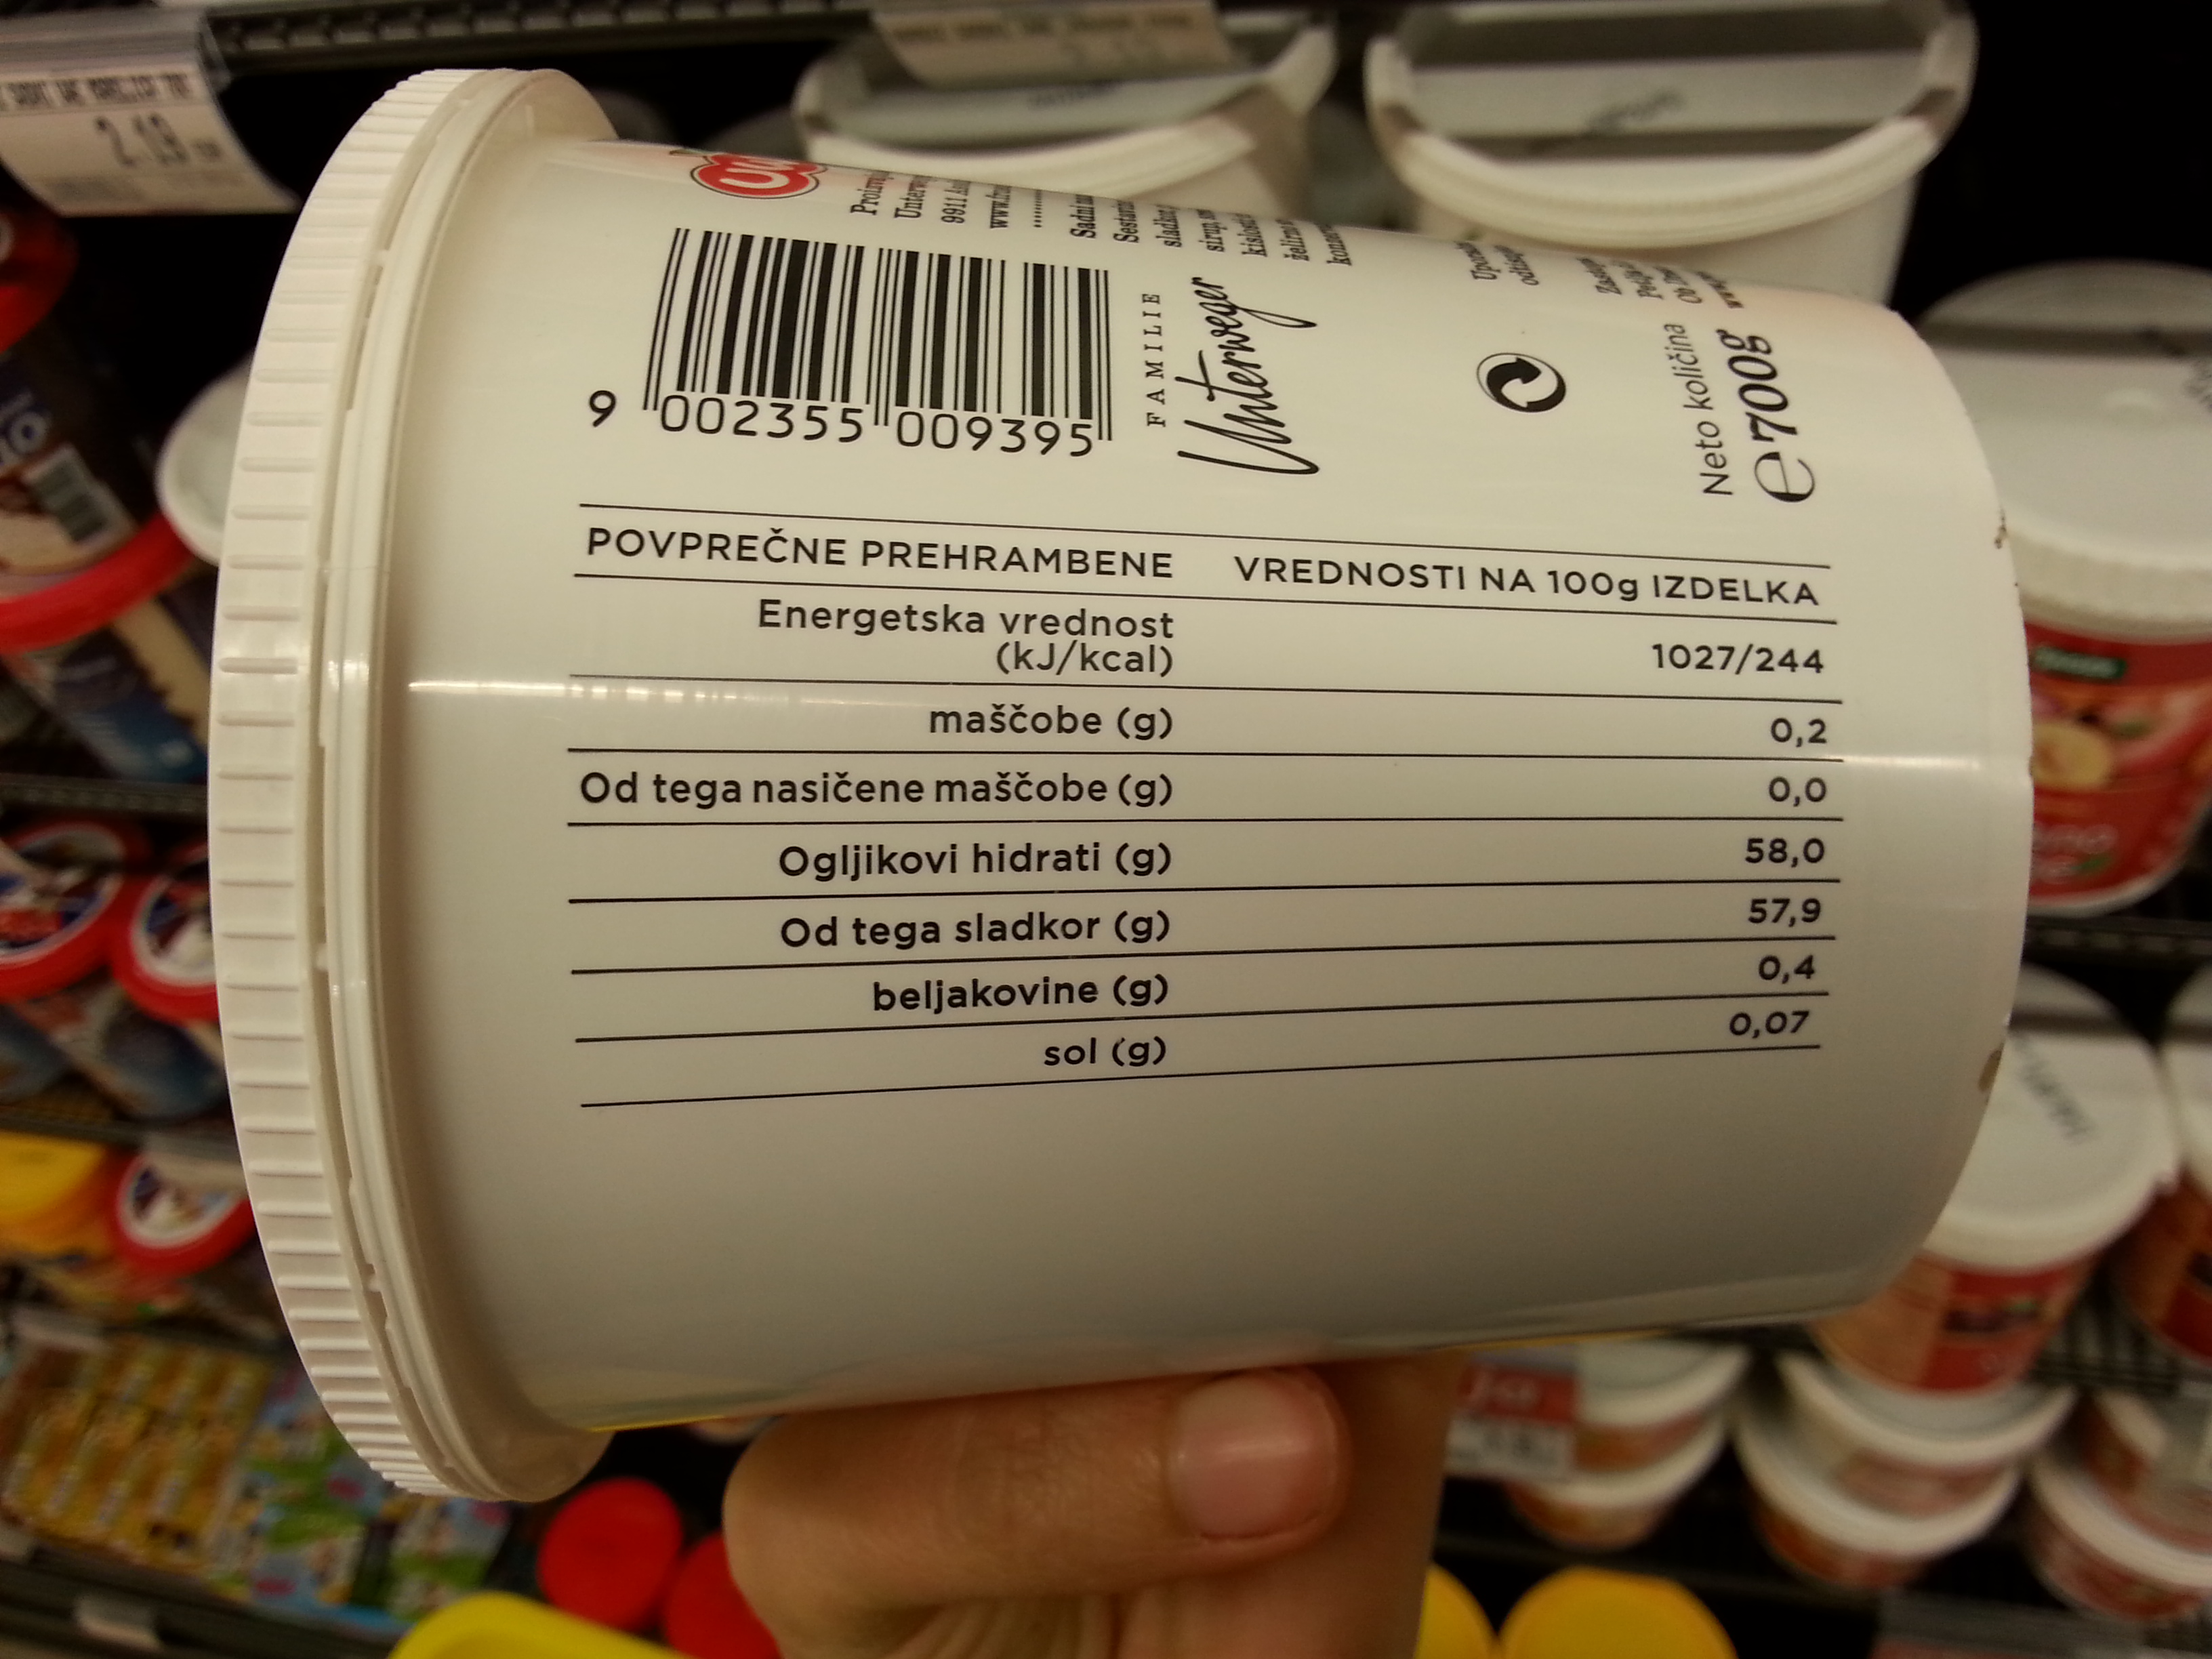 2.19
9 002355 009395
FAMILIE
Unterweger
Neto količina
e 700g
POVPREČNE PREHRAMBENE VREDNOSTI NA 100g IZDELKA
Energetska vrednost
(kJ/kcal) 1027/244
maščobe (g) 0,2
Od tega nasičene maščobe (g) 0,0
Ogljikovi hidrati (g) 58,0
Od tega sladkor (g) 57,9
beljakovine (g) 0,4
sol (g) 0,07